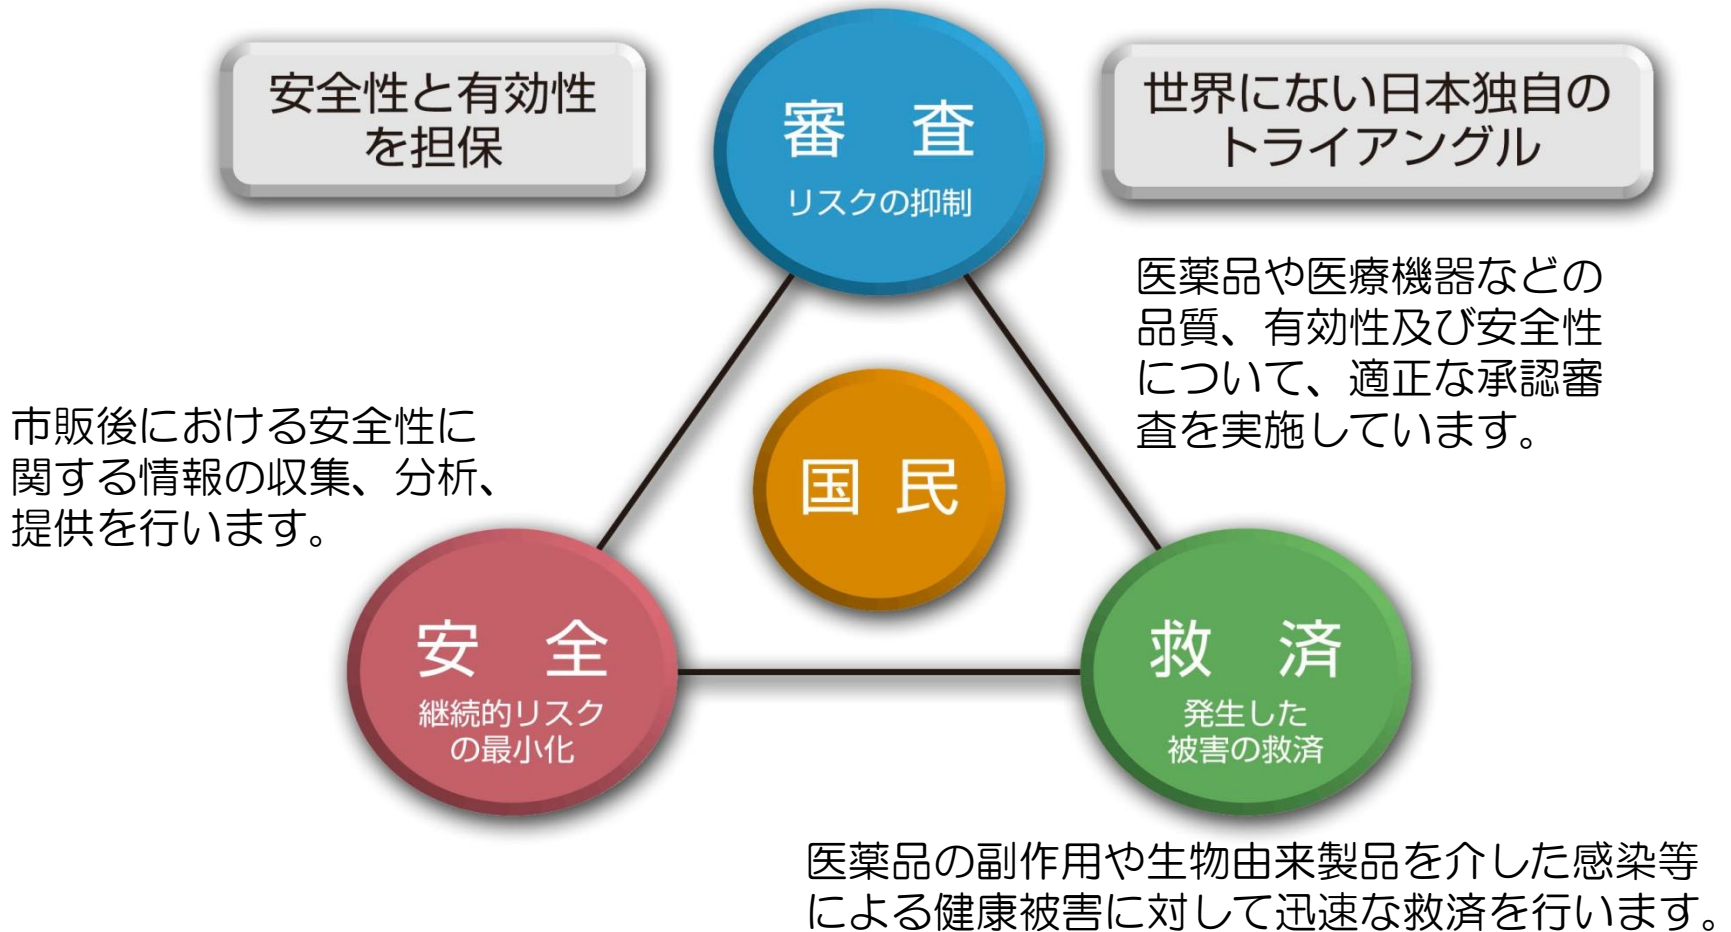 安全性と有効性
を担保
審 査
リスクの抑制
世界にない日本独自の
トライアングル
医薬品や医療機器などの
品質、有効性及び安全性
について、適正な承認審
査を実施しています。
市販後における安全性に
関する情報の収集、分析、
提供を行います。
国 民
安 全
継続的リスク
の最小化
救 済
発生した
被害の救済
医薬品の副作用や生物由来製品を介した感染等
による健康被害に対して迅速な救済を行います。